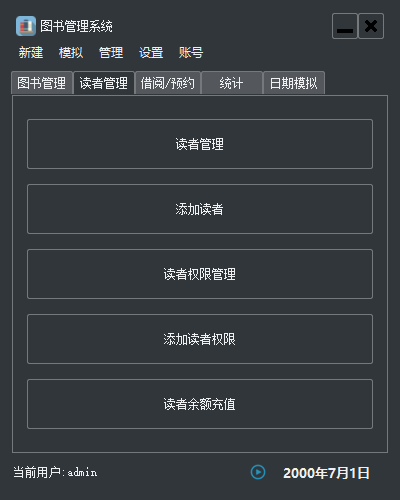 图书管理系统
新建 模拟 管理 设置 账号
图书管理 读者管理 借阅/预约 统计 日期模拟
读者管理
添加读者
读者权限管理
添加读者权限
读者余额充值
当前用户:admin 2000年7月1日